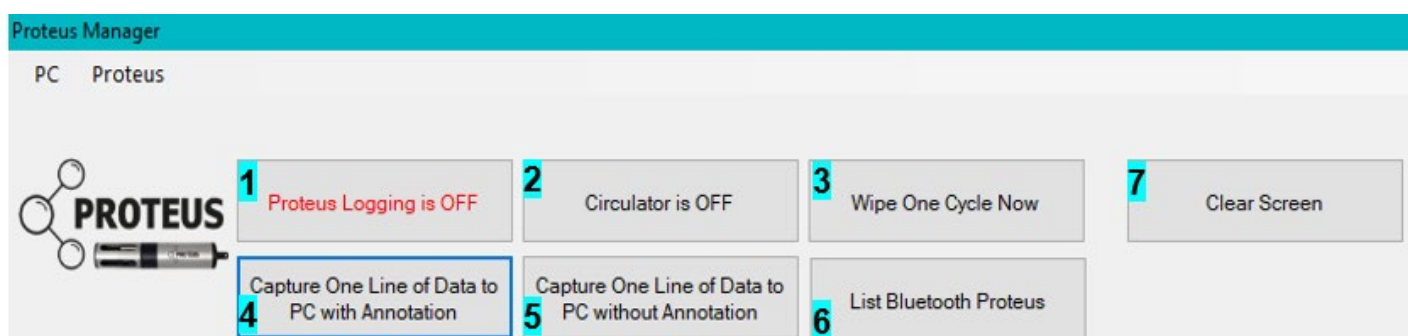 Proteus Manager
PC Proteus
1 Proteus Logging is OFF
2 Circulator is OFF
3 Wipe One Cycle Now
7 Clear Screen
PROTEUS
4 Capture One Line of Data to
PC with Annotation
5 Capture One Line of Data to
PC without Annotation
6 List Bluetooth Proteus